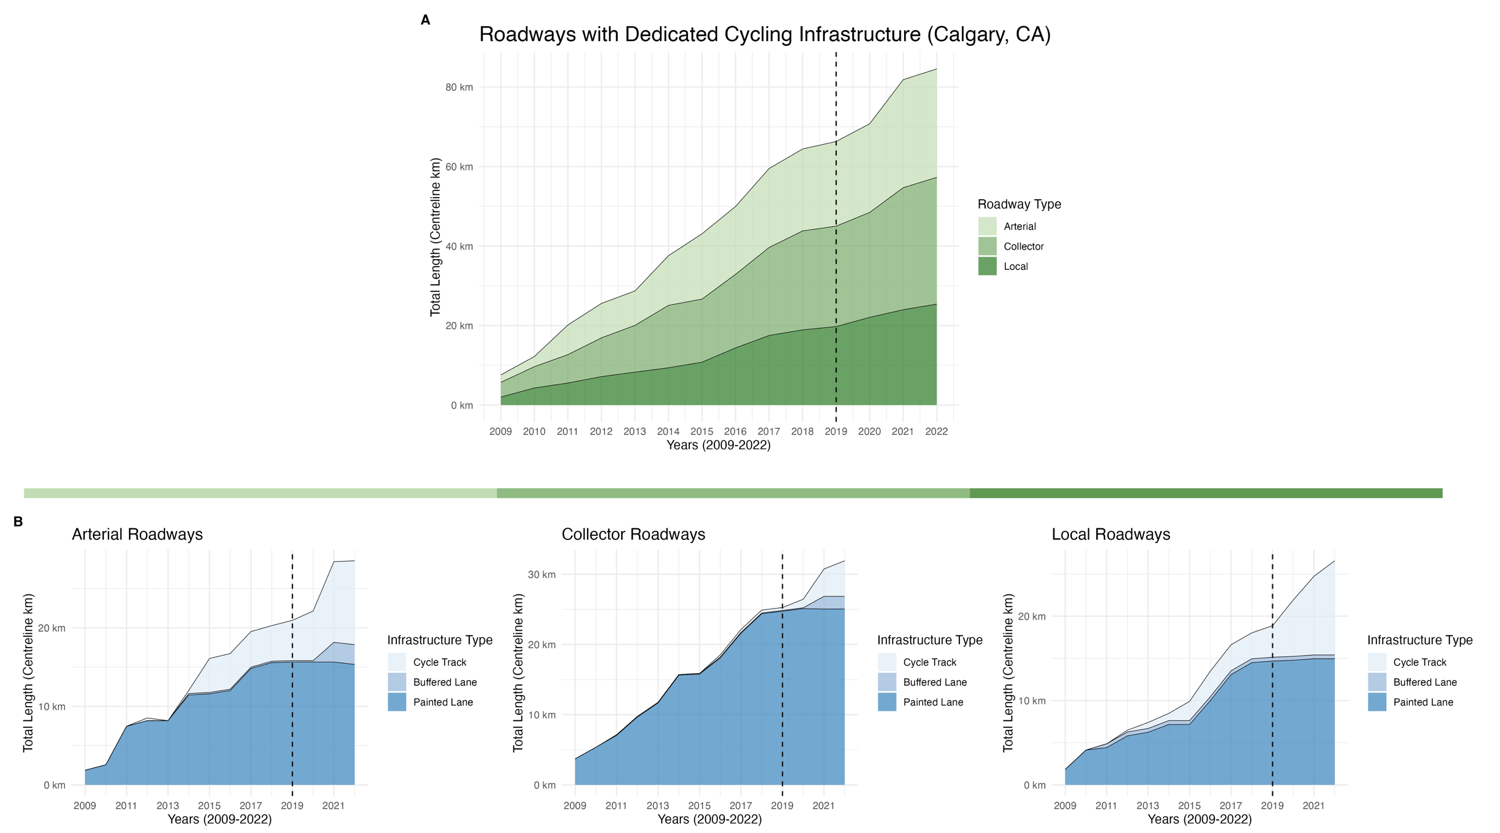 A
Roadways with Dedicated Cycling Infrastructure (Calgary, CA)
Total Length (Centreline km)
80 km
60 km
40 km
20 km
0 km
2009 2010 2011 2012 2013 2014 2015 2016 2017 2018 2019 2020 2021 2022
Years (2009-2022)
Roadway Type
Arterial
Collector
Local
B
Arterial Roadways
Total Length (Centreline km)
20 km
10 km
0 km
2009 2011 2013 2015 2017 2019 2021
Years (2009-2022)
Infrastructure Type
Cycle Track
Buffered Lane
Painted Lane
Collector Roadways
Total Length (Centreline km)
30 km
20 km
10 km
0 km
2009 2011 2013 2015 2017 2019 2021
Years (2009-2022)
Infrastructure Type
Cycle Track
Buffered Lane
Painted Lane
Local Roadways
Total Length (Centreline km)
20 km
10 km
0 km
2009 2011 2013 2015 2017 2019 2021
Years (2009-2022)
Infrastructure Type
Cycle Track
Buffered Lane
Painted Lane